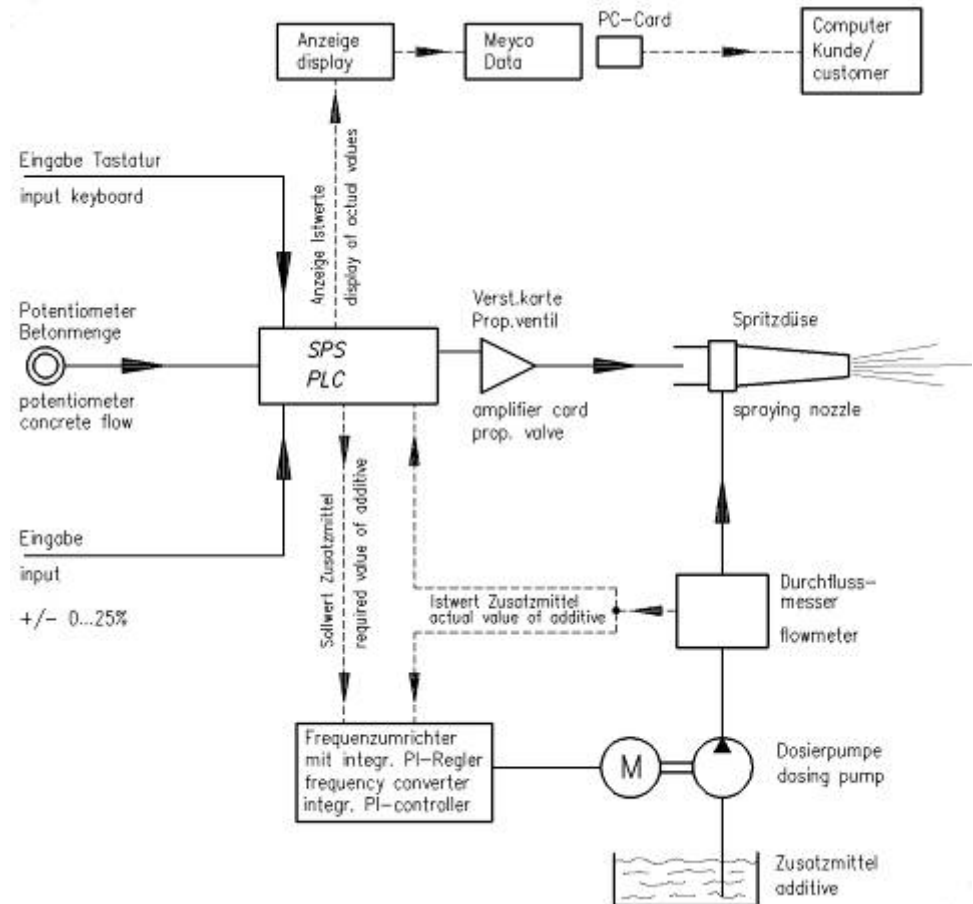 Anzeige
display
Meyco
Data
PC-Card
Computer
Kunde/
customer
Eingabe Tastatur
input keyboard
Anzeige Istwerte
display of actual values
Potentiometer
Betonmenge
potentiometer
concrete flow
SPS
PLC
Verst.karte
Prop.ventil
amplifier card
prop. valve
Spritzdüse
spraying nozzle
Eingabe
input
+/- 0...25%
Sollwert Zusatzmittel
required value of additive
Istwert Zusatzmittel
actual value of additive
Durchfluss-
messer
flowmeter
Frequenzumrichter
mit integr. PI-Regler
frequency converter
integr. PI-controller
M
Dosierpumpe
dosing pump
Zusatzmittel
additive